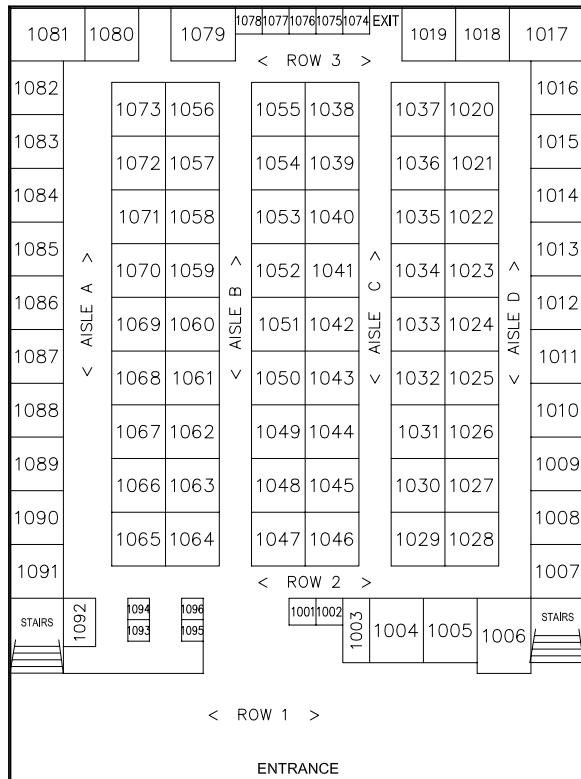 1081 1080 1079 1078 1077 1076 1075 1074 EXIT 1019 1018 1017
< ROW 3 >
1082 1016
1073 1056 1055 1038 1037 1020
1083 1015
1072 1057 1054 1039 1036 1021
1084 1014
1071 1058 1053 1040 1035 1022
1085 1013
1070 1059 1052 1041 1034 1023
1086 1012
< AISLE A > < AISLE B > < AISLE C > < AISLE D >
1069 1060 1051 1042 1033 1024
1087 1011
1068 1061 1050 1043 1032 1025
1088 1010
1067 1062 1049 1044 1031 1026
1089 1009
1066 1063 1048 1045 1030 1027
1090 1008
1065 1064 1047 1046 1029 1028
1091 1007
< ROW 2 >
STAIRS 1092 1094 1096 1001 1002 1003 1004 1005 1006 STAIRS
1093 1095
< ROW 1 >
ENTRANCE